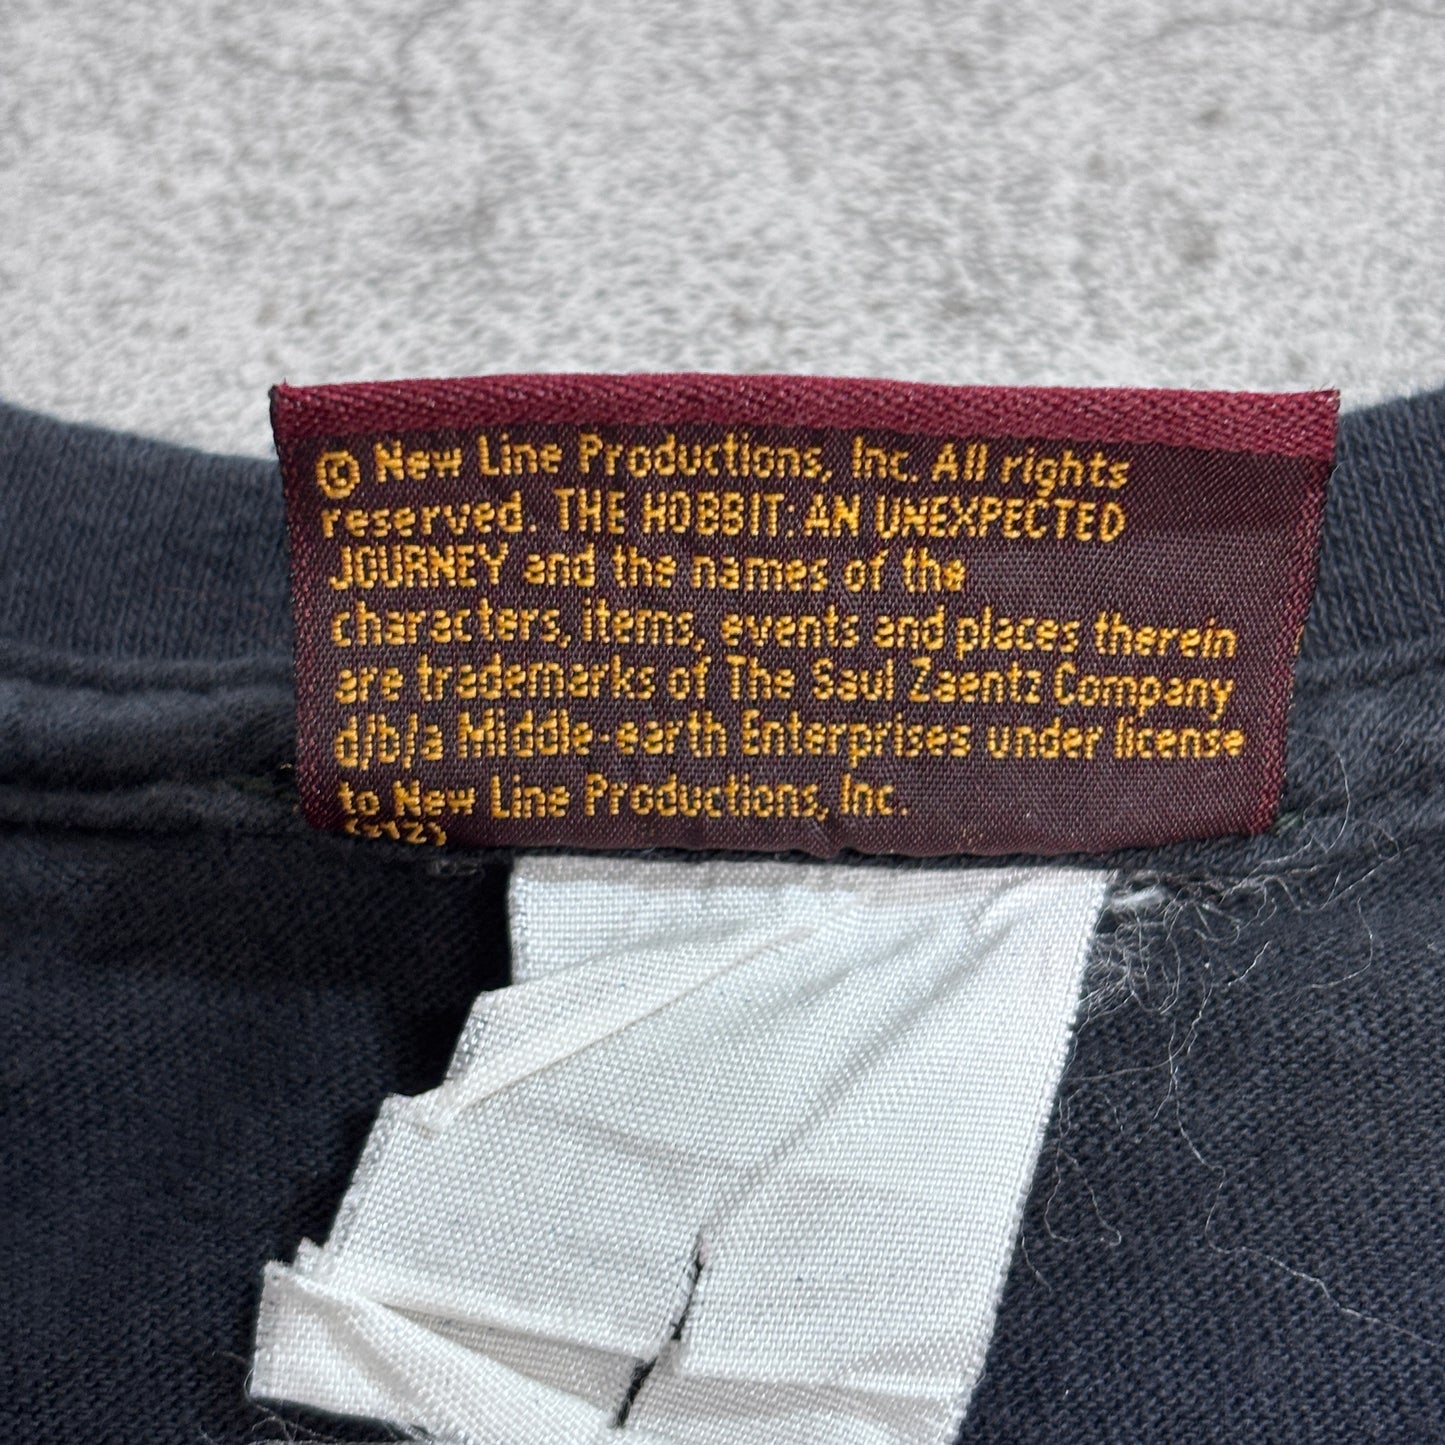 © New Line Productions, Inc. All rights
reserved. THE HOBBIT: AN UNEXPECTED
JOURNEY and the names of the
characters, items, events and places therein
are trademarks of The Saul Zaentz Company
d/b/a Middle-earth Enterprises under license
to New Line Productions, Inc.
(s12)